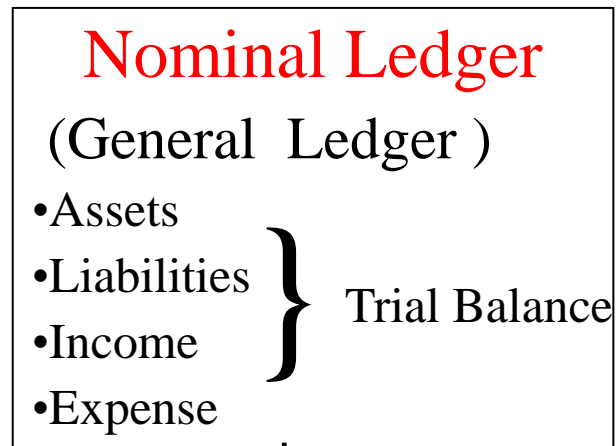 Nominal Ledger
(General Ledger )
•Assets
•Liabilities
•Income
•Expense
} Trial Balance